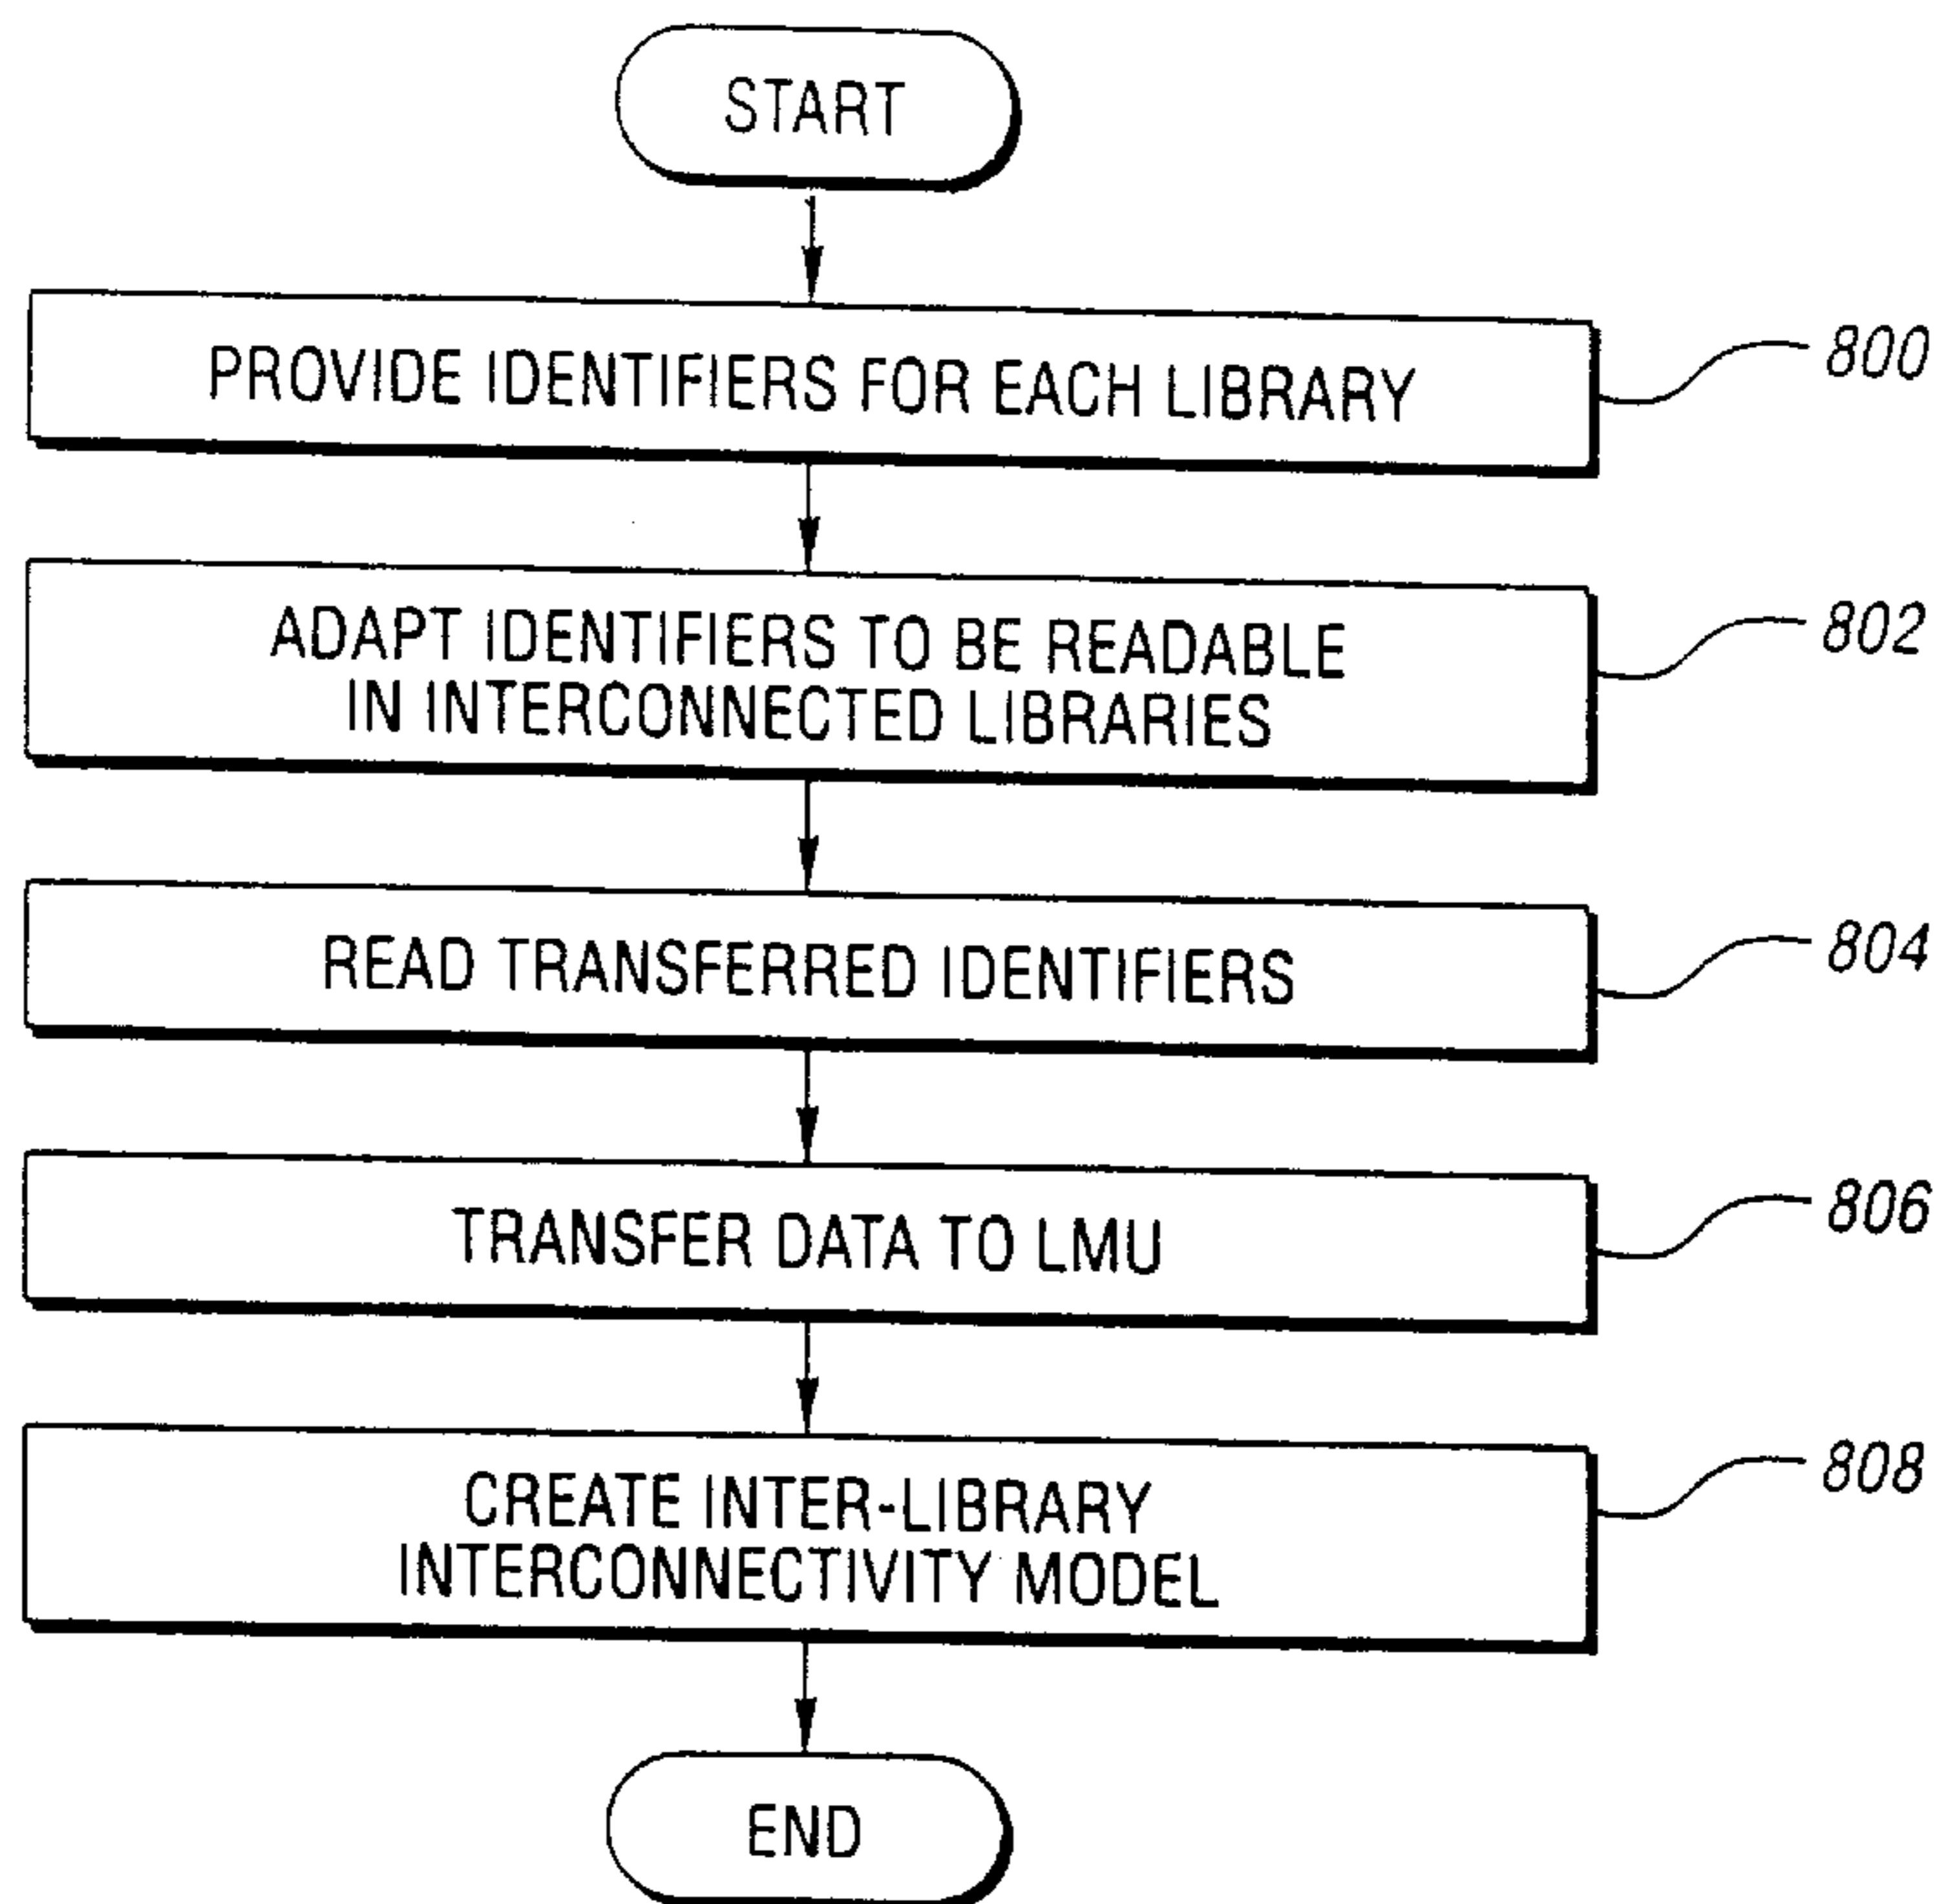 START
PROVIDE IDENTIFIERS FOR EACH LIBRARY
800
ADAPT IDENTIFIERS TO BE READABLE
IN INTERCONNECTED LIBRARIES
802
READ TRANSFERRED IDENTIFIERS
804
TRANSFER DATA TO LMU
806
CREATE INTER-LIBRARY
INTERCONNECTIVITY MODEL
808
END